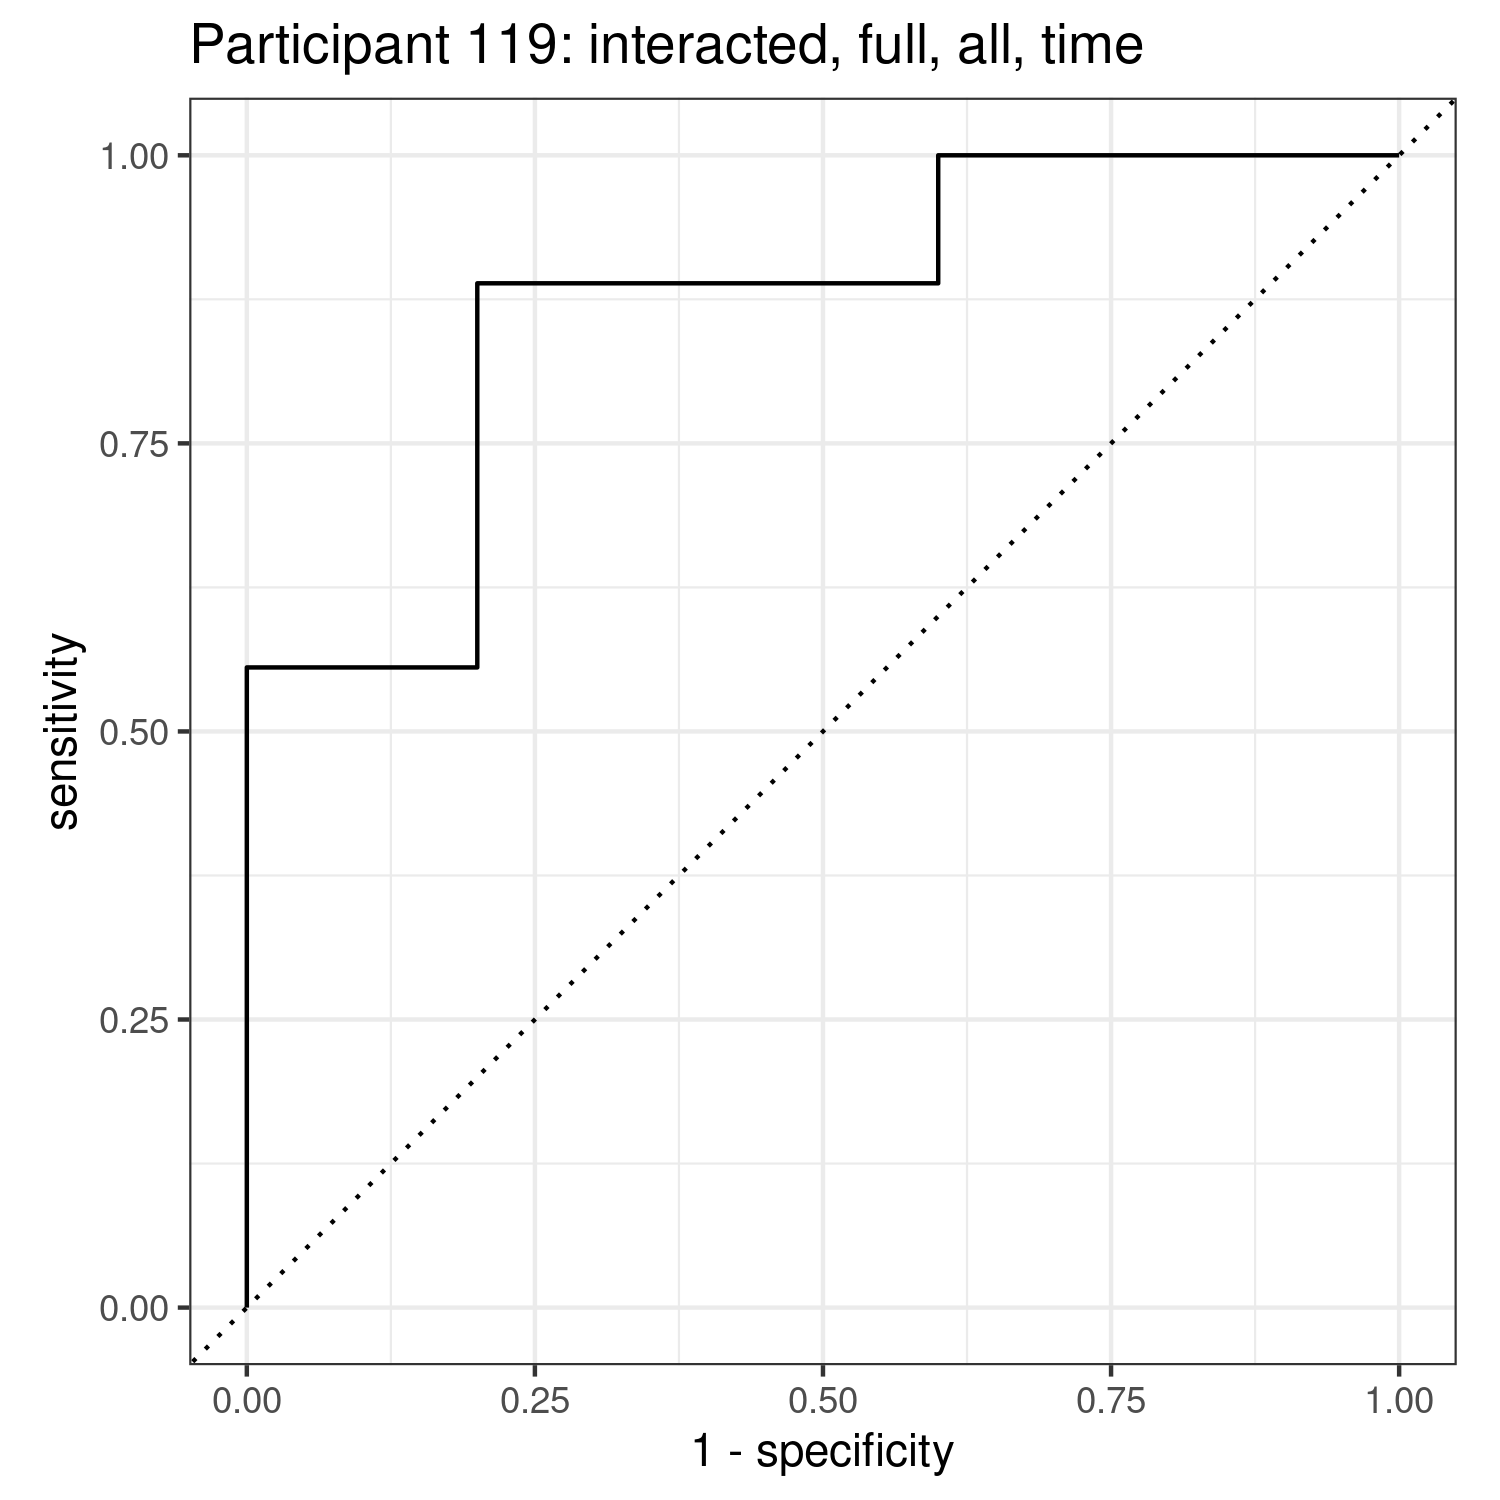 Participant 119: interacted, full, all, time
1.00
0.75
0.50
0.25
0.00
sensitivity
0.00 0.25 0.50 0.75 1.00
1 - specificity